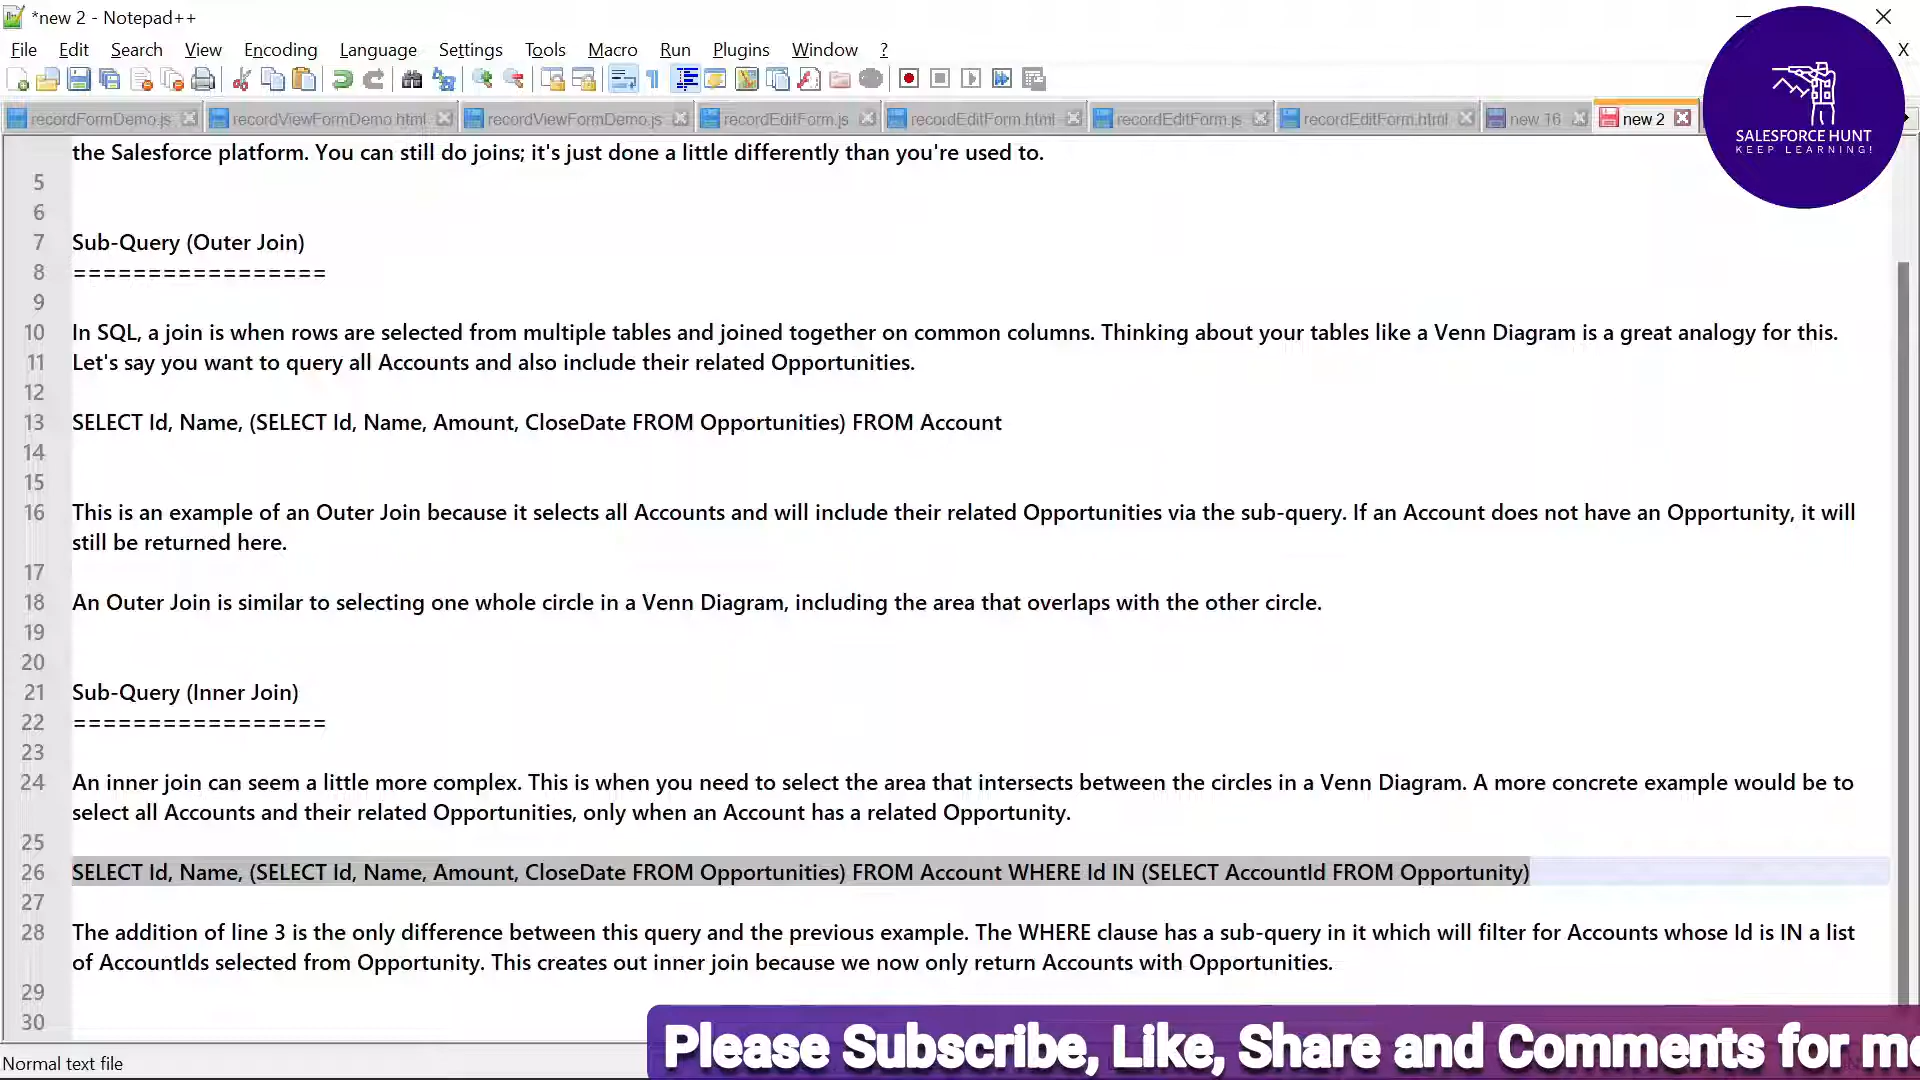 *new 2 - Notepad++
File Edit Search View Encoding Language Settings Tools Macro Run Plugins Window ? X
recordFormDemo.js recordViewFormDemo.html recordViewFormDemo.js recordEditForm.js recordEditForm.html recordEditForm.js recordEditForm.html new 16 new 2
SALESFORCE HUNT
KEEP LEARNING!
the Salesforce platform. You can still do joins; it's just done a little differently than you're used to.
5
6
7 Sub-Query (Outer Join)
8 =================
9
10 In SQL, a join is when rows are selected from multiple tables and joined together on common columns. Thinking about your tables like a Venn Diagram is a great analogy for this.
11 Let's say you want to query all Accounts and also include their related Opportunities.
12
13 SELECT Id, Name, (SELECT Id, Name, Amount, CloseDate FROM Opportunities) FROM Account
14
15
16 This is an example of an Outer Join because it selects all Accounts and will include their related Opportunities via the sub-query. If an Account does not have an Opportunity, it will
still be returned here.
17
18 An Outer Join is similar to selecting one whole circle in a Venn Diagram, including the area that overlaps with the other circle.
19
20
21 Sub-Query (Inner Join)
22 =================
23
24 An inner join can seem a little more complex. This is when you need to select the area that intersects between the circles in a Venn Diagram. A more concrete example would be to
select all Accounts and their related Opportunities, only when an Account has a related Opportunity.
25
26 SELECT Id, Name, (SELECT Id, Name, Amount, CloseDate FROM Opportunities) FROM Account WHERE Id IN (SELECT AccountId FROM Opportunity)
27
28 The addition of line 3 is the only difference between this query and the previous example. The WHERE clause has a sub-query in it which will filter for Accounts whose Id is IN a list
of AccountIds selected from Opportunity. This creates out inner join because we now only return Accounts with Opportunities.
29
30
Please Subscribe, Like, Share and Comments for
Normal text file